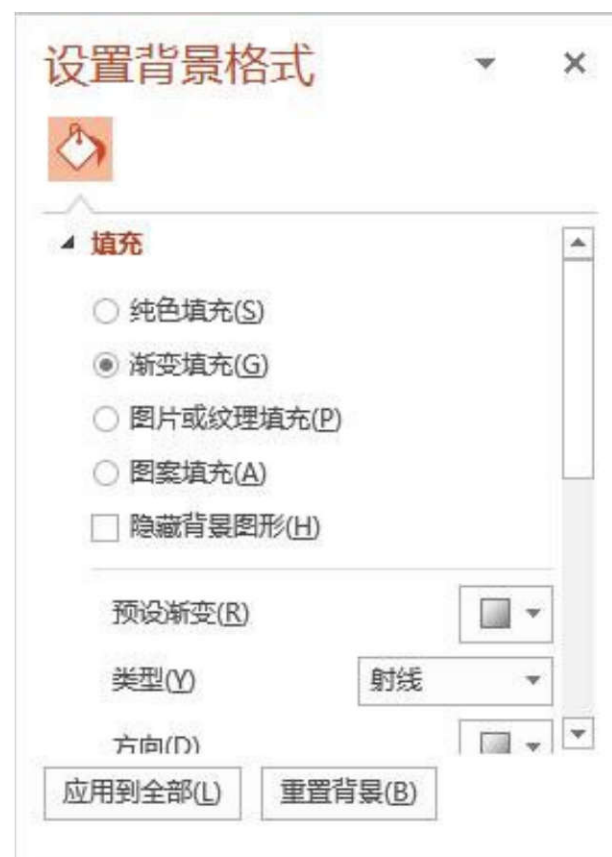 设置背景格式
填充
纯色填充(S)
渐变填充(G)
图片或纹理填充(P)
图案填充(A)
隐藏背景图形(H)
预设渐变(R)
类型(Y) 射线
方向(D)
应用到全部(L) 重置背景(B)